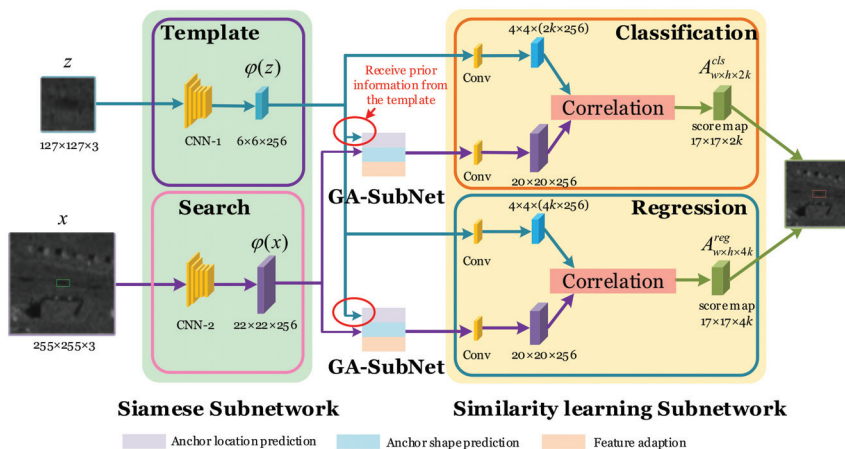 Template
z
φ(z)
127×127×3
CNN-1
6×6×256
Receive prior
information from
the template
GA-SubNet
4×4×(2k×256)
Classification
Conv
Correlation
A^{cls}_{w×h×2k}
score map
17×17×2k
Conv
20×20×256
Search
x
φ(x)
255×255×3
CNN-2
22×22×256
GA-SubNet
4×4×(4k×256)
Regression
Conv
Correlation
A^{reg}_{w×h×4k}
score map
17×17×4k
Conv
20×20×256
Siamese Subnetwork
Similarity learning Subnetwork
Anchor location prediction
Anchor shape prediction
Feature adaption